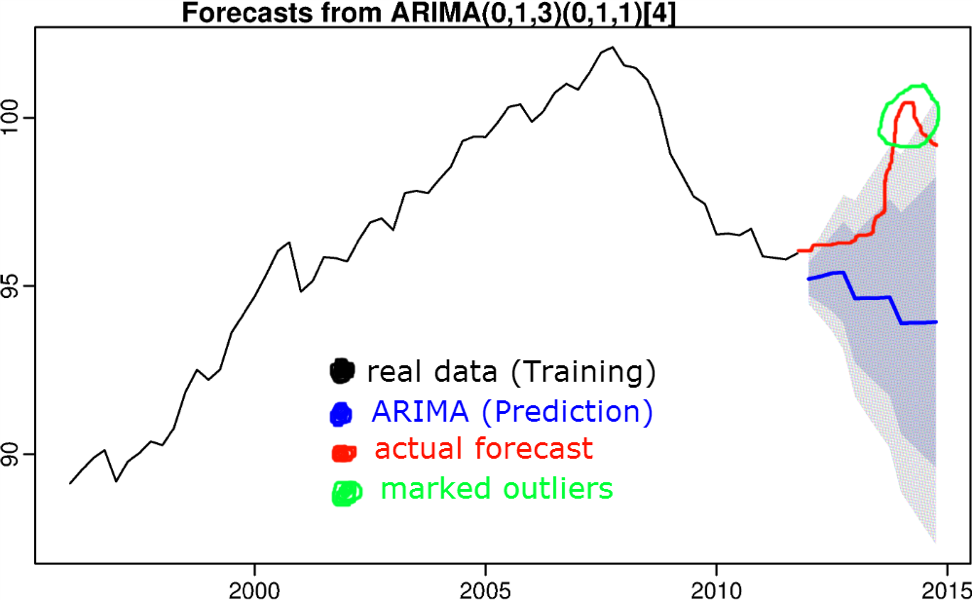 Forecasts from ARIMA(0,1,3)(0,1,1)[4]
100
95
90
real data (Training)
ARIMA (Prediction)
actual forecast
marked outliers
2000
2005
2010
2015